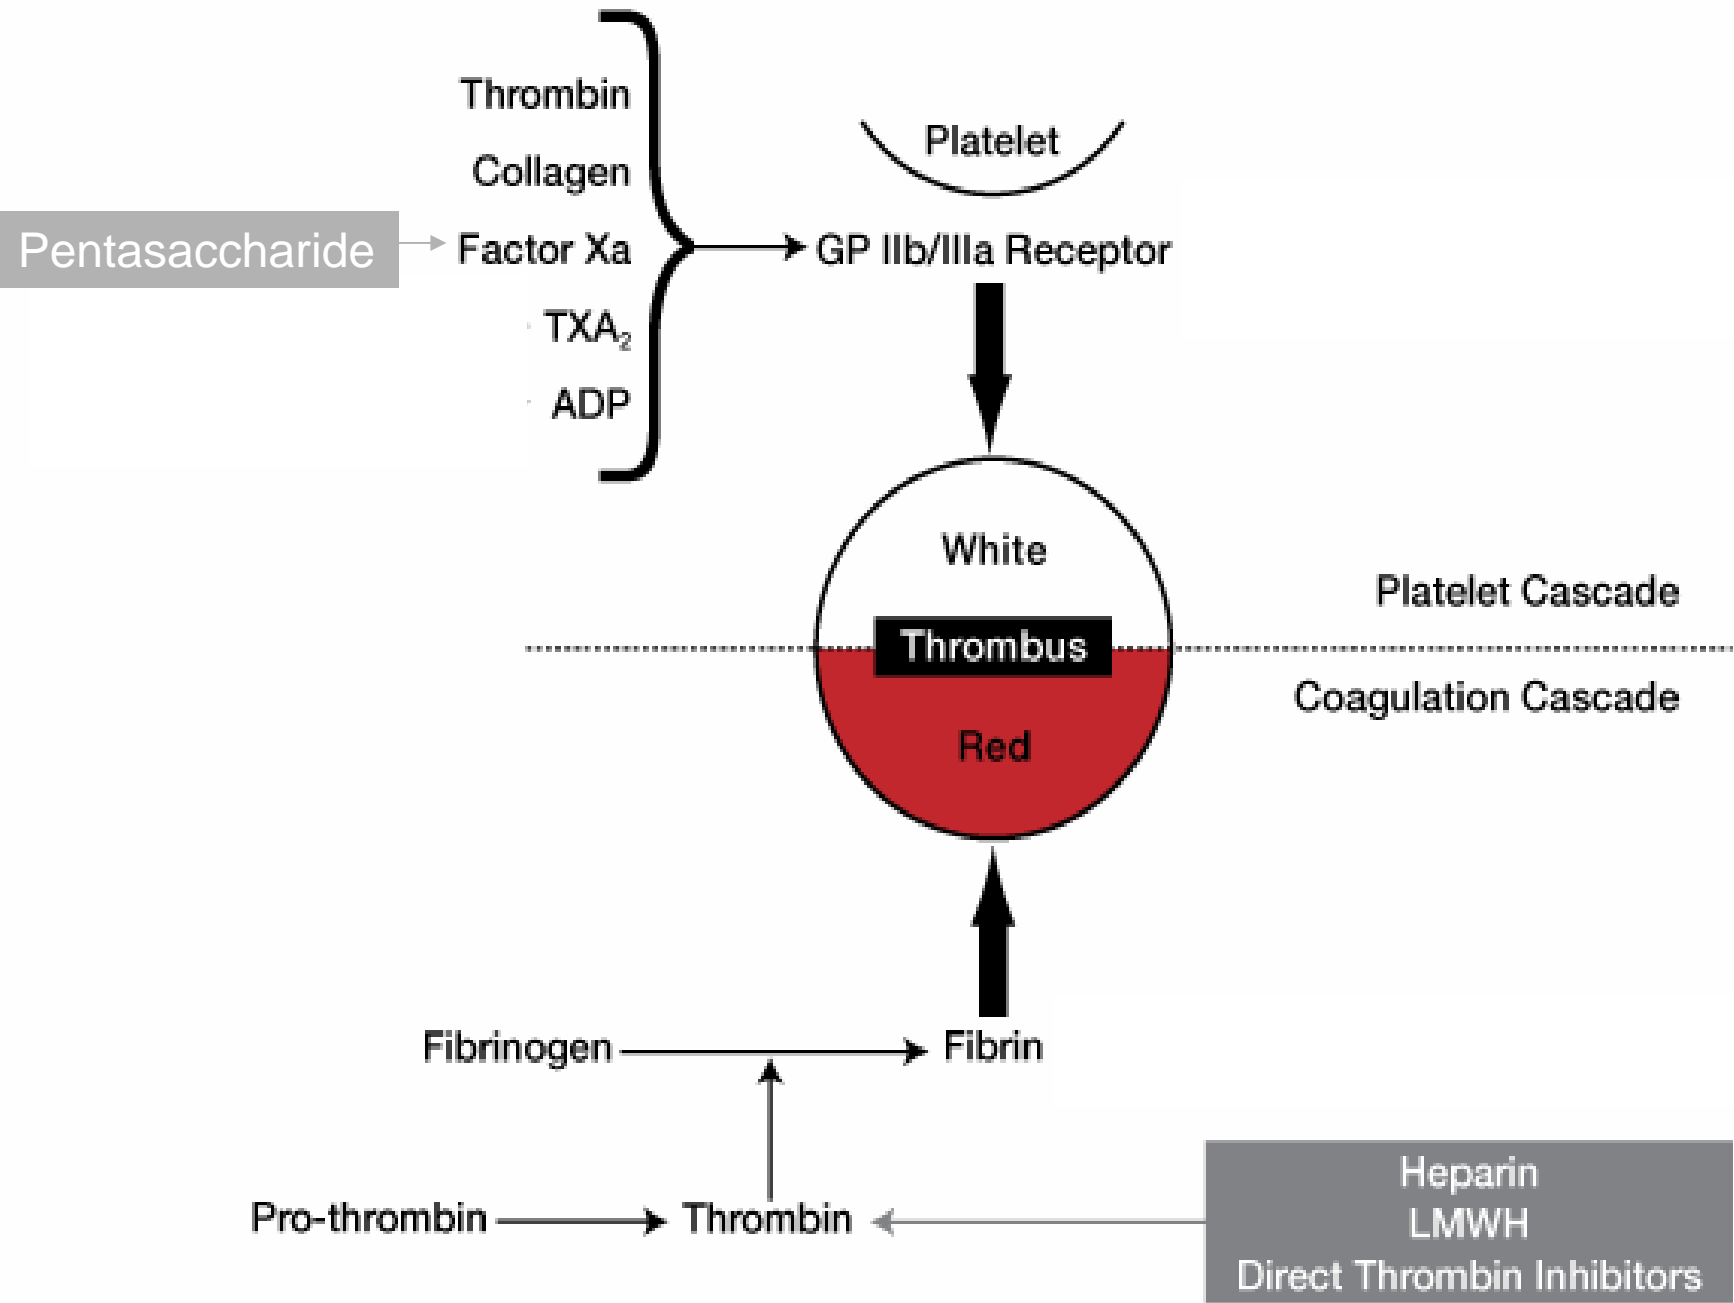 Thrombin
Collagen
Pentasaccharide
Factor Xa
TXA₂
ADP
Platelet
GP IIb/IIIa Receptor
White
Thrombus
Red
Platelet Cascade
Coagulation Cascade
Fibrinogen
Fibrin
Pro-thrombin
Thrombin
Heparin
LMWH
Direct Thrombin Inhibitors